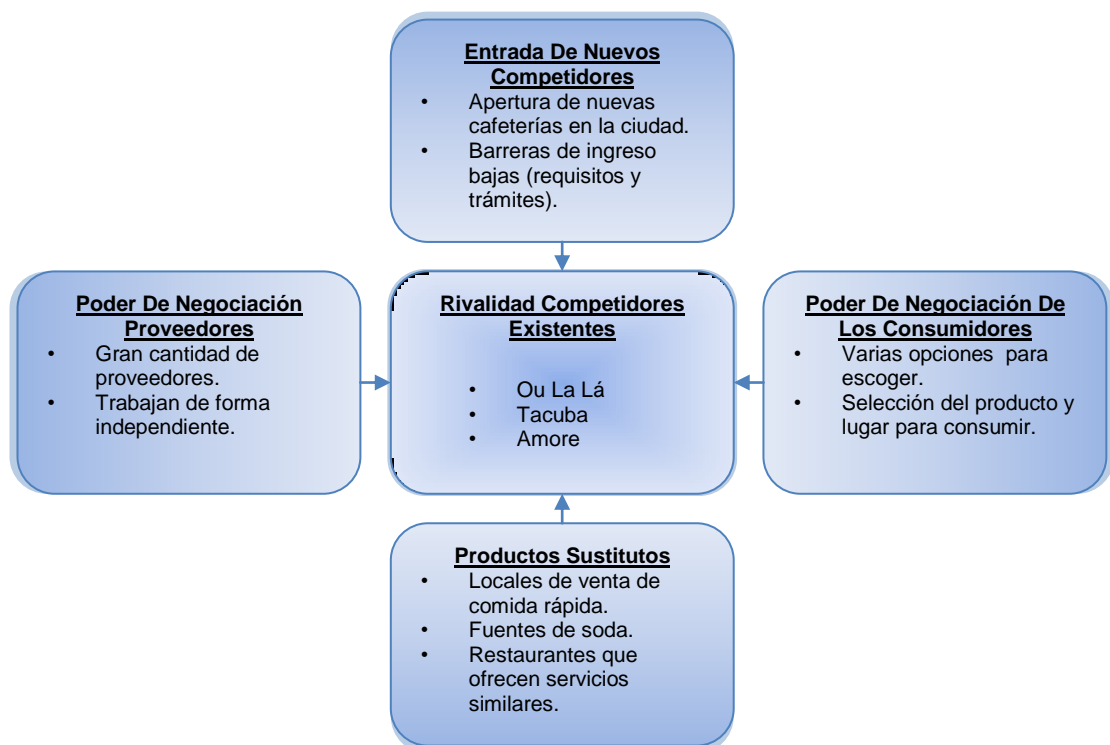 Entrada De Nuevos
Competidores
• Apertura de nuevas
cafeterías en la ciudad.
• Barreras de ingreso
bajas (requisitos y
trámites).
Poder De Negociación
Proveedores
• Gran cantidad de
proveedores.
• Trabajan de forma
independiente.
Rivalidad Competidores
Existentes
• Ou La Lá
• Tacuba
• Amore
Poder De Negociación De
Los Consumidores
• Varias opciones para
escoger.
• Selección del producto y
lugar para consumir.
Productos Sustitutos
• Locales de venta de
comida rápida.
• Fuentes de soda.
• Restaurantes que
ofrecen servicios
similares.